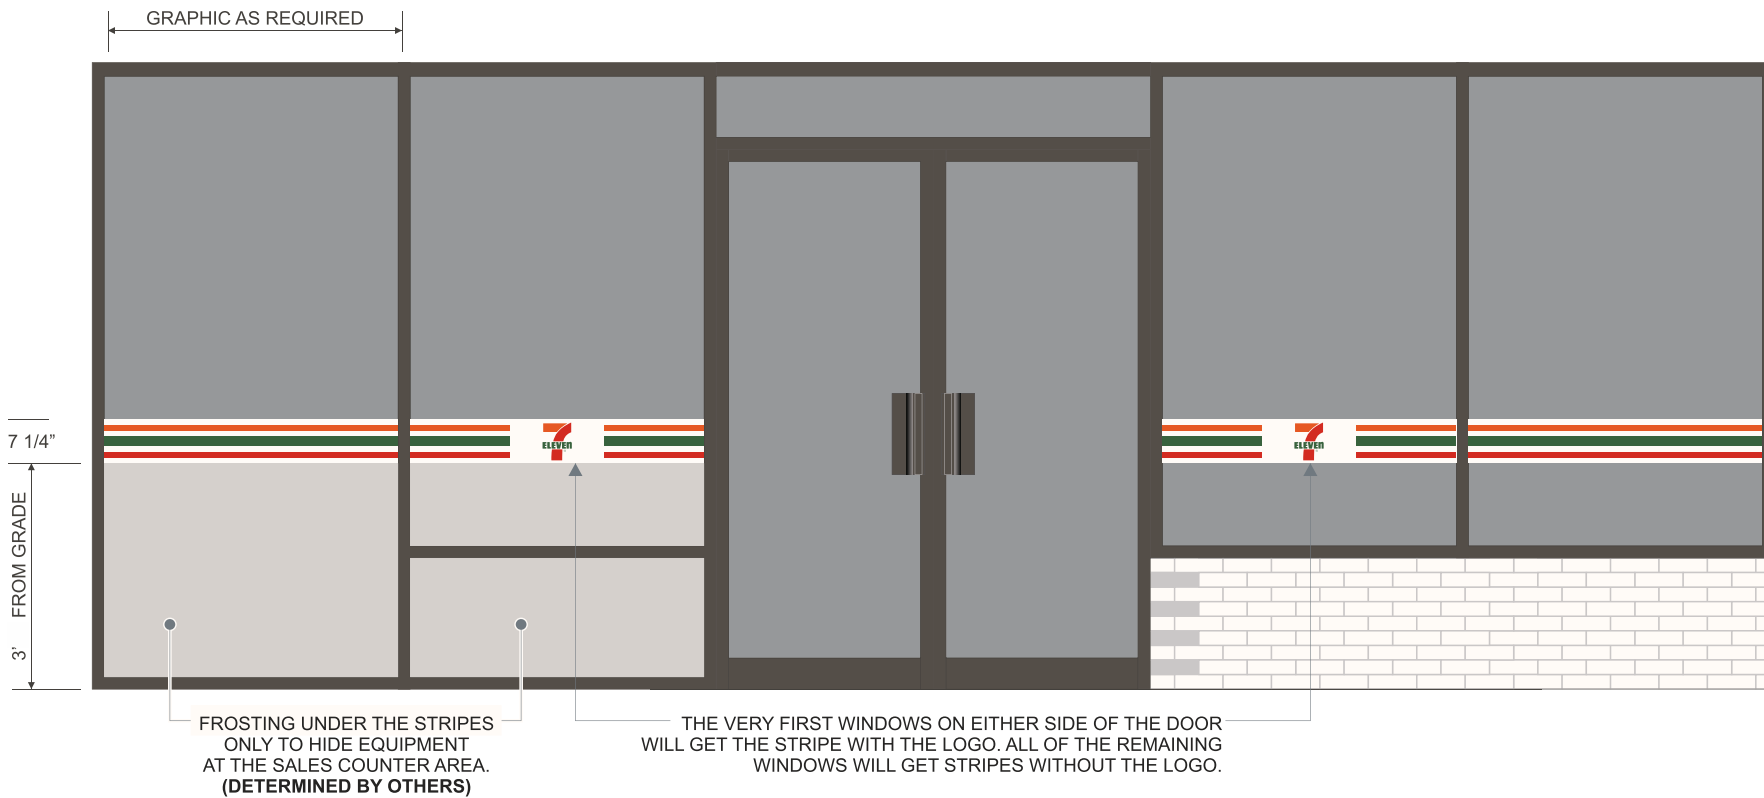 GRAPHIC AS REQUIRED
7 1/4”
3’ FROM GRADE
7
ELEVEN
7
ELEVEN
FROSTING UNDER THE STRIPES
ONLY TO HIDE EQUIPMENT
AT THE SALES COUNTER AREA.
(DETERMINED BY OTHERS)
THE VERY FIRST WINDOWS ON EITHER SIDE OF THE DOOR
WILL GET THE STRIPE WITH THE LOGO. ALL OF THE REMAINING
WINDOWS WILL GET STRIPES WITHOUT THE LOGO.